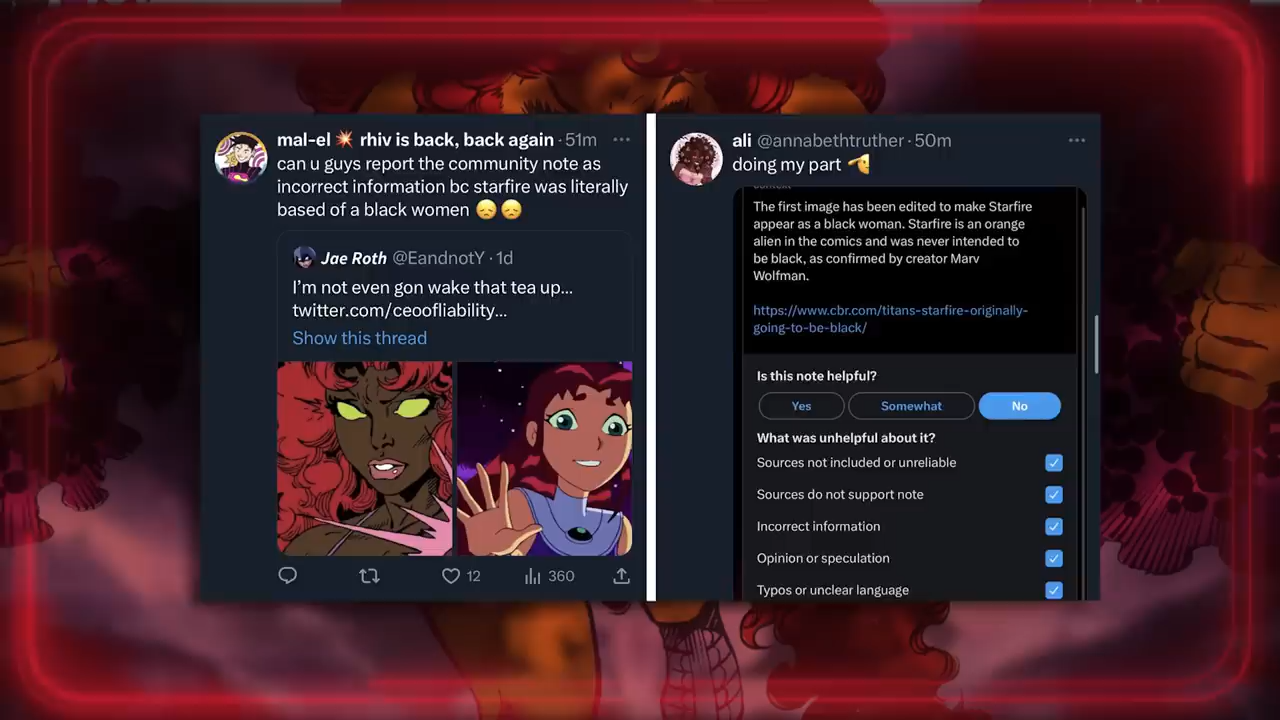 mal-el 💥 rhiv is back, back again · 51m
can u guys report the community note as
incorrect information bc starfire was literally
based of a black women 😞😞
Jae Roth @EandnotY · 1d
I’m not even gon wake that tea up...
twitter.com/ceoofliability...
Show this thread
12
360
ali @annabethtruther · 50m
doing my part 🫡
context
The first image has been edited to make Starfire
appear as a black woman. Starfire is an orange
alien in the comics and was never intended to
be black, as confirmed by creator Marv
Wolfman.
https://www.cbr.com/titans-starfire-originally-
going-to-be-black/
Is this note helpful?
Yes
Somewhat
No
What was unhelpful about it?
Sources not included or unreliable
Sources do not support note
Incorrect information
Opinion or speculation
Typos or unclear language